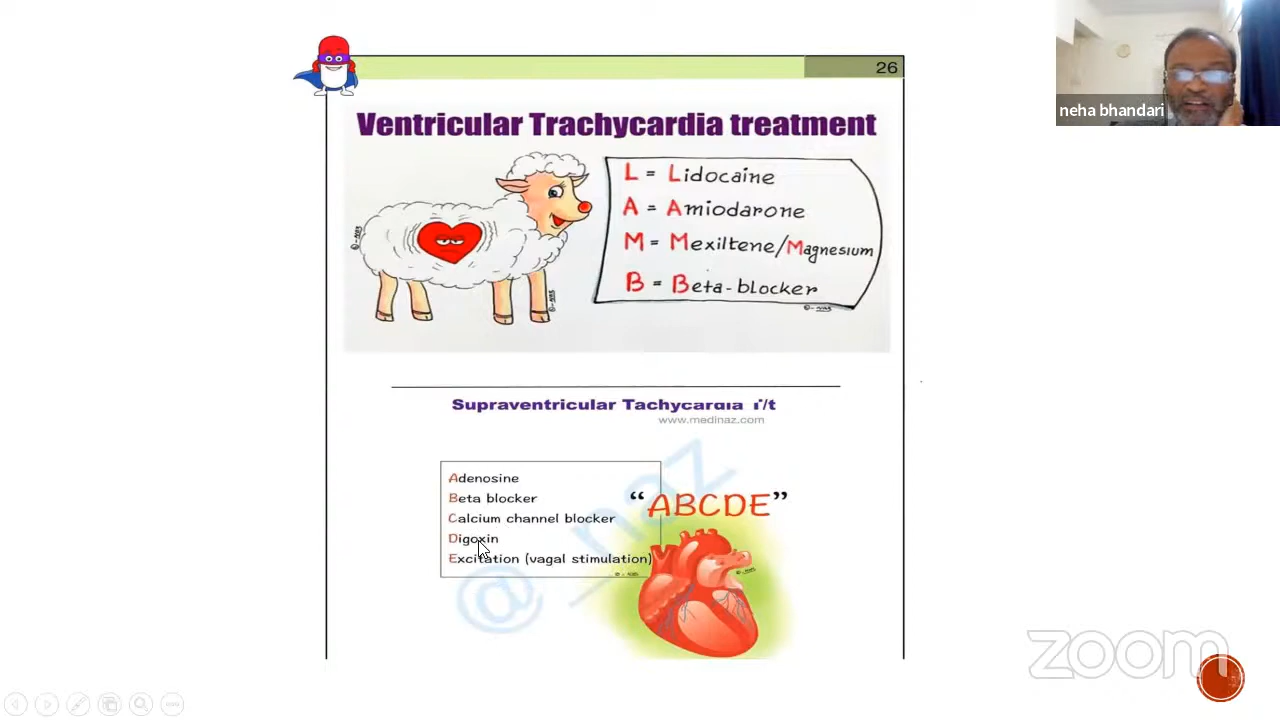 26
neha bhandari
Ventricular Trachycardia treatment
L = Lidocaine
A = Amiodarone
M = Mexiltene/Magnesium
B = Beta-blocker
Supraventricular Tachycardia r/t
www.medinaz.com
Adenosine
Beta blocker
Calcium channel blocker
Digoxin
Excitation (vagal stimulation)
“ABCDE”
@_naz
zoom